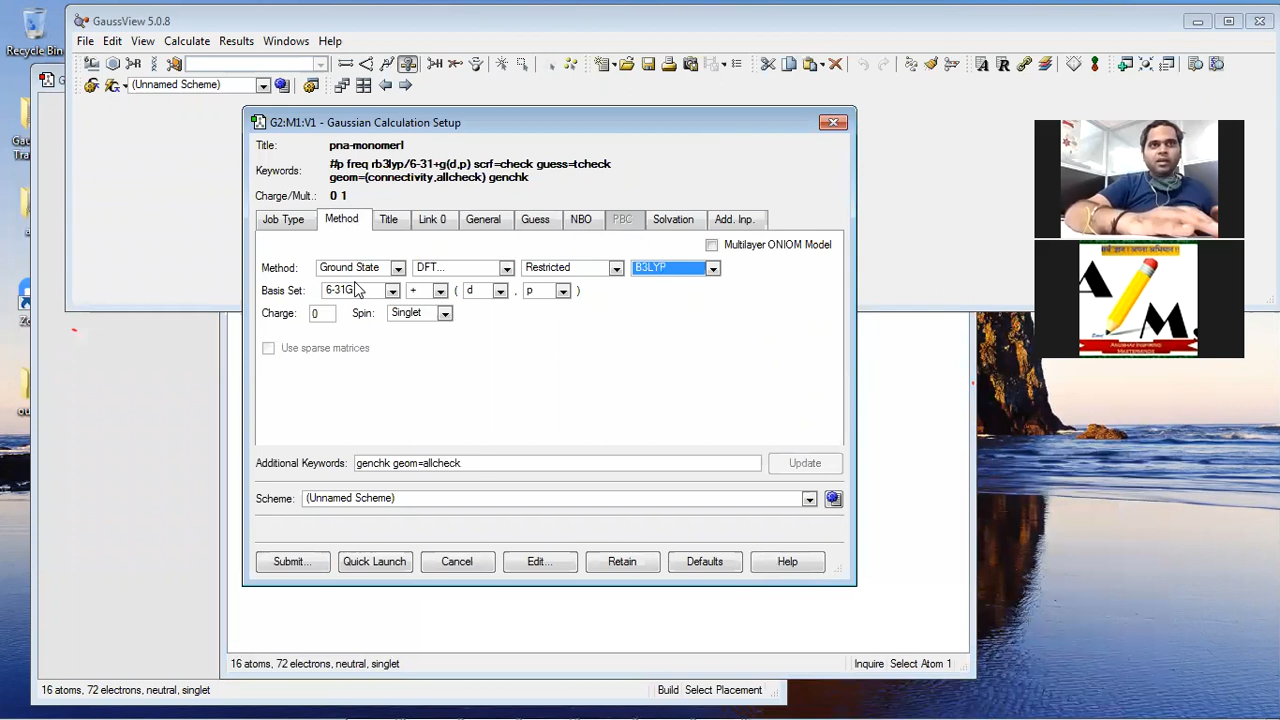 Recycle Bin
GaussView 5.0.8
File Edit View Calculate Results Windows Help
(Unnamed Scheme)
G2:M1:V1 - Gaussian Calculation Setup
Title: pna-monomerI
Keywords: #p freq rb3lyp/6-31+g(d,p) scrf=check guess=tcheck
geom=(connectivity,allcheck) genchk
Charge/Mult.: 0 1
Job Type Method Title Link 0 General Guess NBO PBC Solvation Add. Inp.
Multilayer ONIOM Model
Method: Ground State DFT... Restricted B3LYP
Basis Set: 6-31G + ( d , p )
Charge: 0 Spin: Singlet
Use sparse matrices
Additional Keywords: genchk geom=allcheck Update
Scheme: (Unnamed Scheme)
Submit... Quick Launch Cancel Edit... Retain Defaults Help
16 atoms, 72 electrons, neutral, singlet Inquire Select Atom 1
16 atoms, 72 electrons, neutral, singlet Build Select Placement
A
M